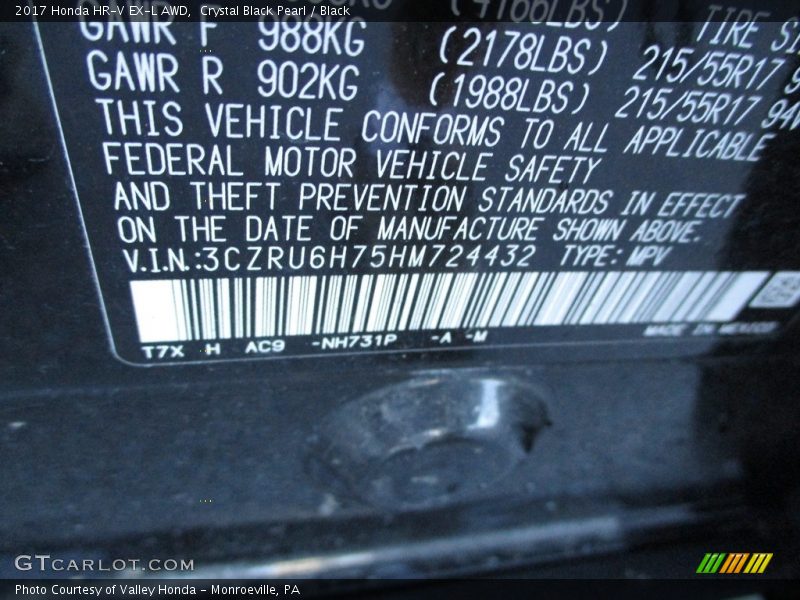 2017 Honda HR-V EX-L AWD, Crystal Black Pearl / Black
(4166LBS)
GAWR F 988KG (2178LBS) TIRE
GAWR R 902KG (1988LBS) 215/55R17
215/55R17 94V
THIS VEHICLE CONFORMS TO ALL APPLICABLE
FEDERAL MOTOR VEHICLE SAFETY
AND THEFT PREVENTION STANDARDS IN EFFECT
ON THE DATE OF MANUFACTURE SHOWN ABOVE.
V.I.N.:3CZRU6H75HM724432 TYPE:MPV
T7X H AC9 -NH731P -A -M MADE IN MEXICO
GTCARLOT.COM
Photo Courtesy of Valley Honda - Monroeville, PA